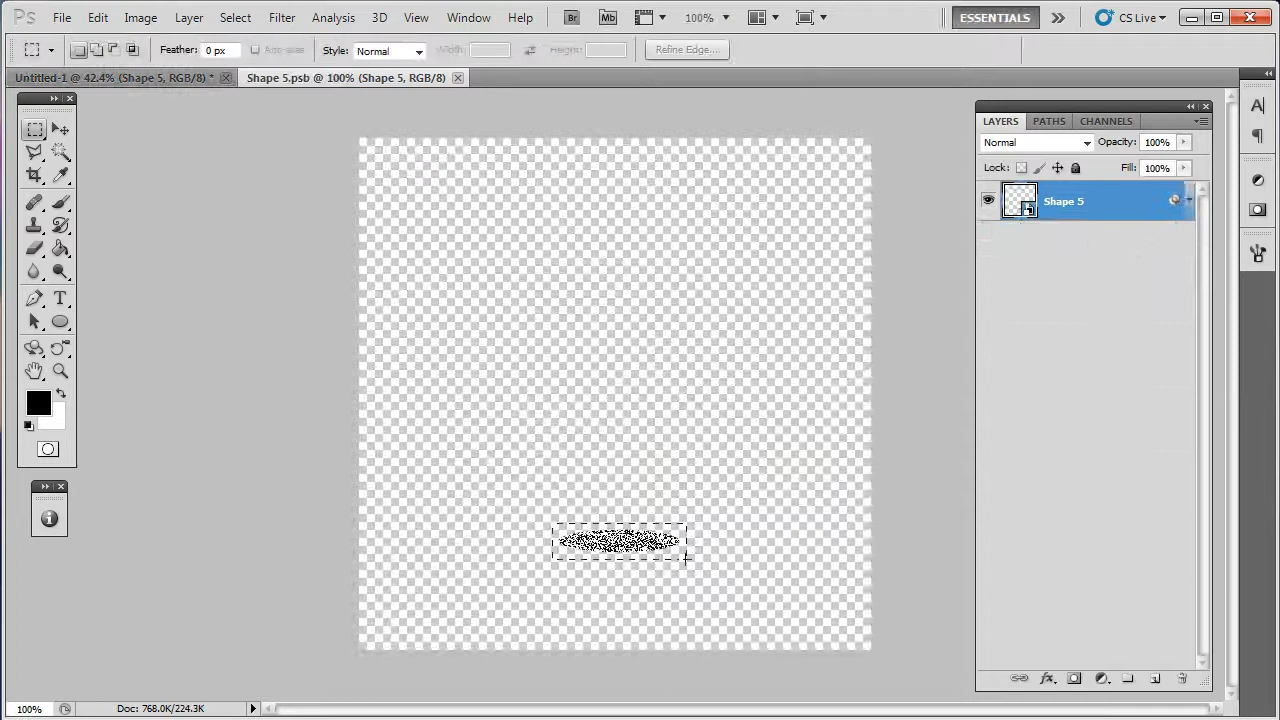 Ps File Edit Image Layer Select Filter Analysis 3D View Window Help Br Mb 100% ESSENTIALS CS Live
Feather: 0 px Anti-alias Style: Normal Width: Height: Refine Edge...
Untitled-1 @ 42.4% (Shape 5, RGB/8) * Shape 5.psb @ 100% (Shape 5, RGB/8)
LAYERS PATHS CHANNELS
Normal Opacity: 100%
Lock: Fill: 100%
Shape 5
100% Doc: 768.0K/224.3K